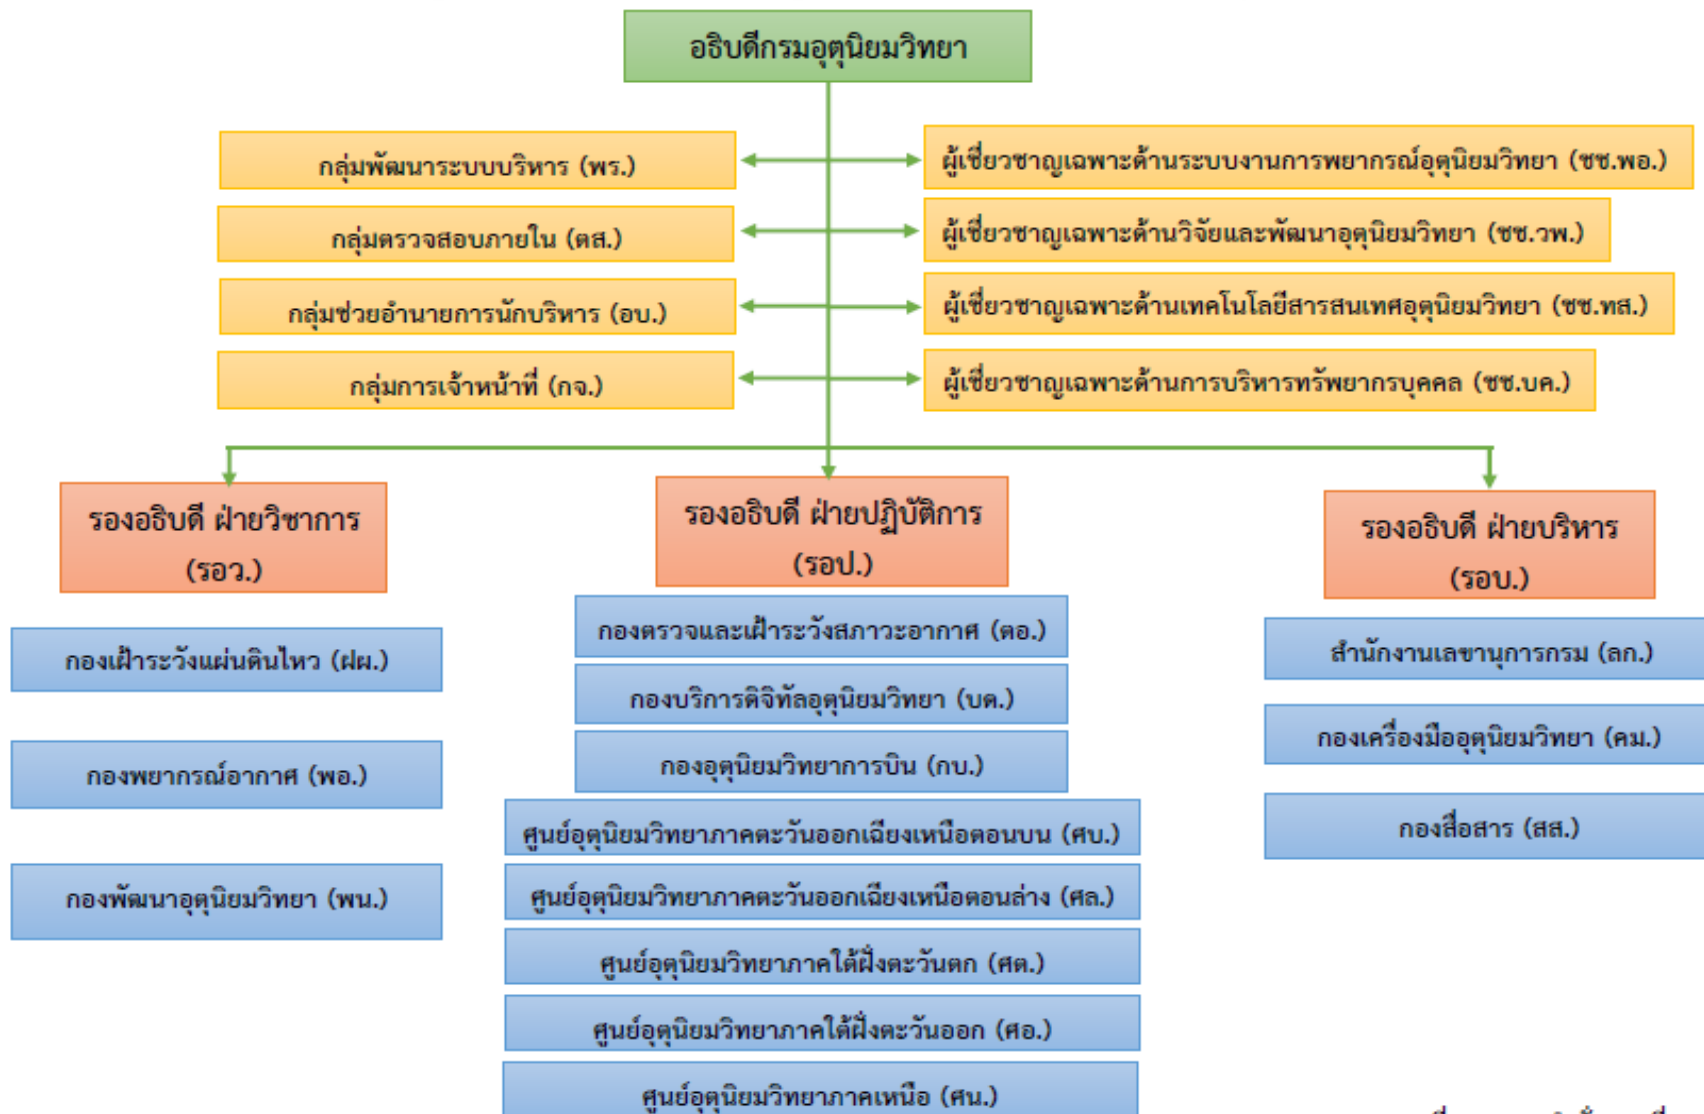 อธิบดีกรมอุตุนิยมวิทยา
กลุ่มพัฒนาระบบบริหาร (พร.)
ผู้เชี่ยวชาญเฉพาะด้านระบบงานการพยากรณ์อุตุนิยมวิทยา (ชช.พอ.)
กลุ่มตรวจสอบภายใน (ตส.)
ผู้เชี่ยวชาญเฉพาะด้านวิจัยและพัฒนาอุตุนิยมวิทยา (ชช.วพ.)
กลุ่มช่วยอำนายการนักบริหาร (อบ.)
ผู้เชี่ยวชาญเฉพาะด้านเทคโนโลยีสารสนเทศอุตุนิยมวิทยา (ชช.ทส.)
กลุ่มการเจ้าหน้าที่ (กจ.)
ผู้เชี่ยวชาญเฉพาะด้านการบริหารทรัพยากรบุคคล (ชช.บค.)
รองอธิบดี ฝ่ายวิชาการ
(รอว.)
กองเฝ้าระวังแผ่นดินไหว (ฝผ.)
กองพยากรณ์อากาศ (พอ.)
กองพัฒนาอุตุนิยมวิทยา (พน.)
รองอธิบดี ฝ่ายปฏิบัติการ
(รอป.)
กองตรวจและเฝ้าระวังสภาวะอากาศ (ตอ.)
กองบริการดิจิทัลอุตุนิยมวิทยา (บด.)
กองอุตุนิยมวิทยาการบิน (กบ.)
ศูนย์อุตุนิยมวิทยาภาคตะวันออกเฉียงเหนือตอนบน (ศบ.)
ศูนย์อุตุนิยมวิทยาภาคตะวันออกเฉียงเหนือตอนล่าง (ศล.)
ศูนย์อุตุนิยมวิทยาภาคใต้ฝั่งตะวันตก (ศต.)
ศูนย์อุตุนิยมวิทยาภาคใต้ฝั่งตะวันออก (ศอ.)
ศูนย์อุตุนิยมวิทยาภาคเหนือ (ศน.)
รองอธิบดี ฝ่ายบริหาร
(รอบ.)
สำนักงานเลขานุการกรม (ลก.)
กองเครื่องมืออุตุนิยมวิทยา (คม.)
กองสื่อสาร (สส.)